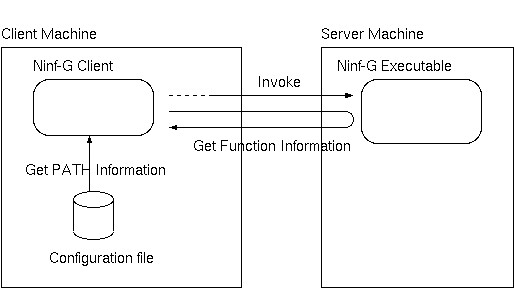 Client Machine
Server Machine
Ninf-G Client
Ninf-G Executable
Invoke
Get Function Information
Get PATH Information
Configuration file